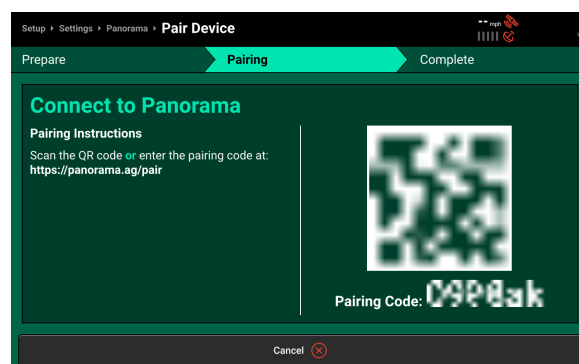 Setup ▸ Settings ▸ Panorama ▸ Pair Device
-- mph
Prepare
Pairing
Complete
Connect to Panorama
Pairing Instructions
Scan the QR code or enter the pairing code at:
https://panorama.ag/pair
Pairing Code:
Cancel